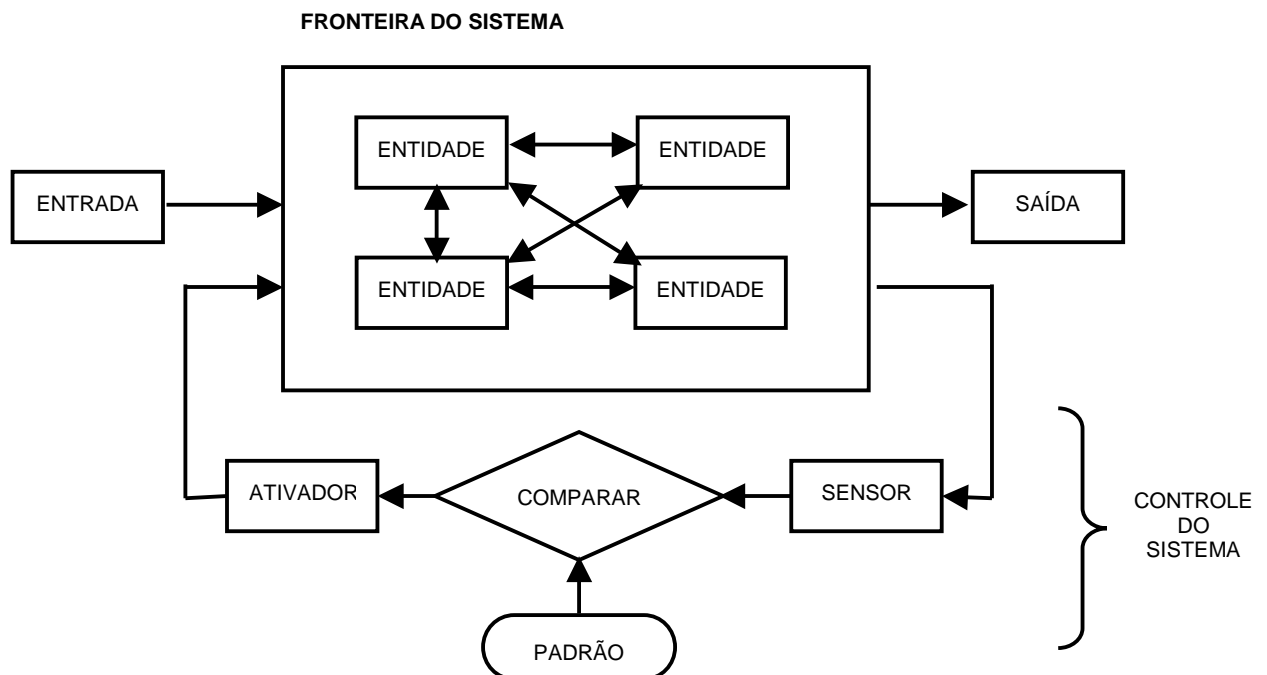 FRONTEIRA DO SISTEMA
ENTIDADE
ENTIDADE
ENTRADA
SAÍDA
ENTIDADE
ENTIDADE
ATIVADOR
COMPARAR
SENSOR
CONTROLE
DO
SISTEMA
PADRÃO